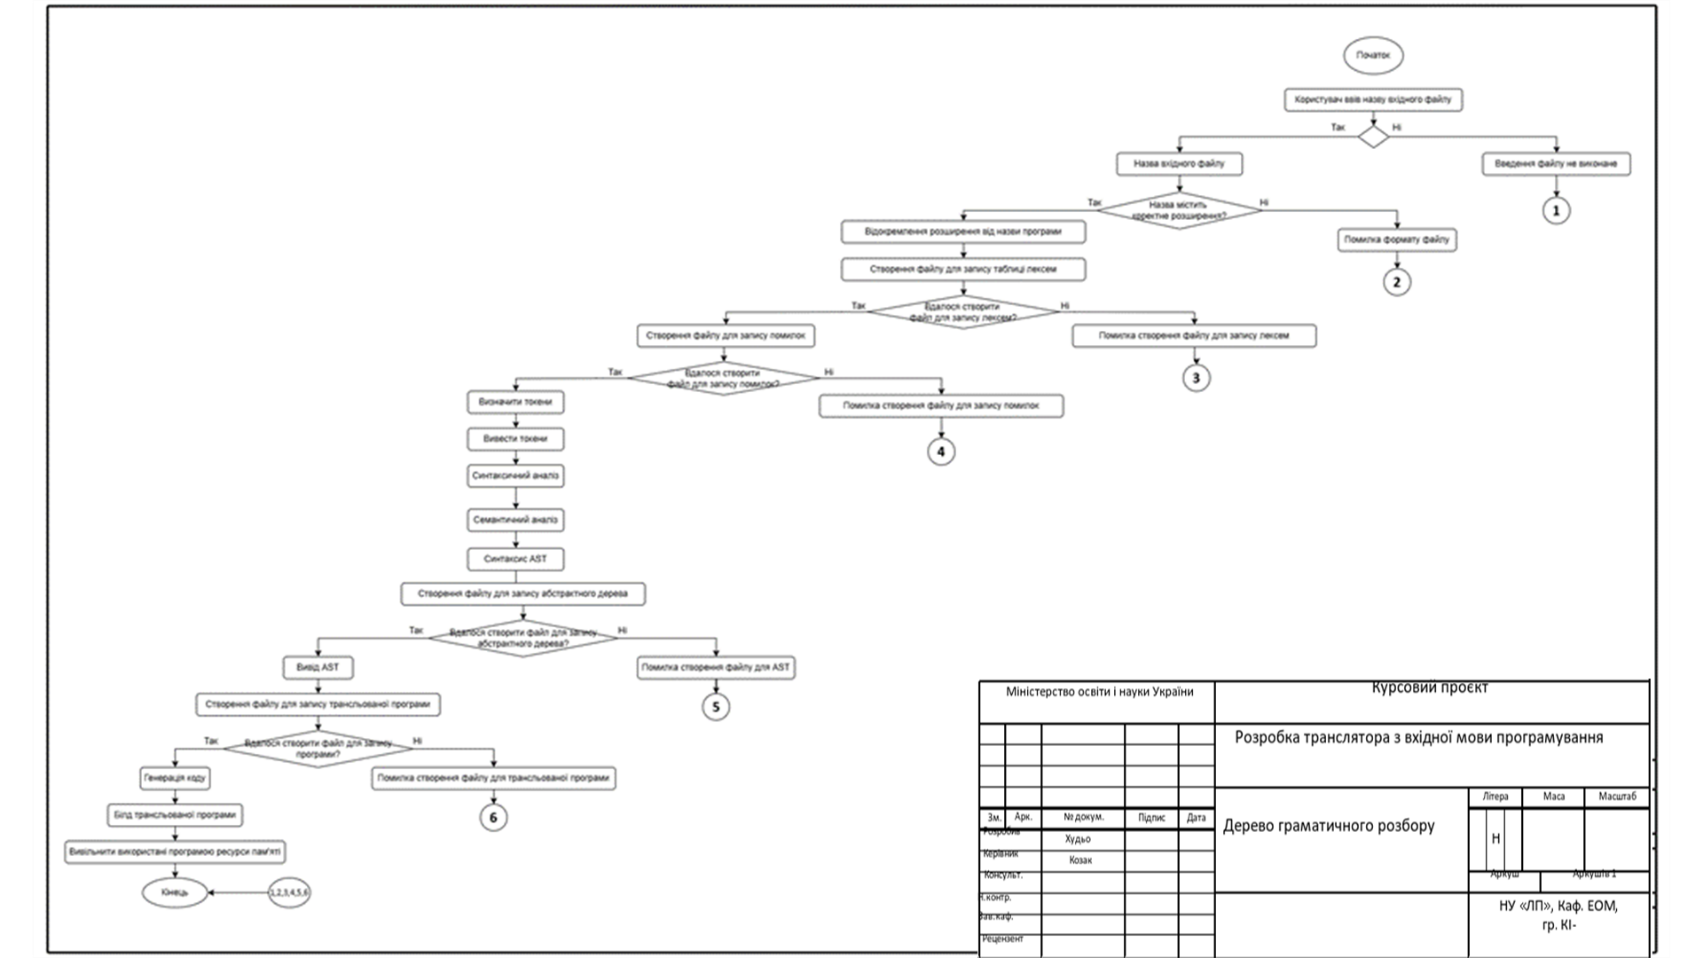 Початок
Користувач ввів назву вхідного файлу
Так
Ні
Назва вхідного файлу
Введення файлу не виконане
1
Так
Назва містить
коректне розширення?
Ні
Відокремлення розширення від назви програми
Помилка формату файлу
2
Створення файлу для запису таблиці лексем
Так
Вдалося створити
файл для запису лексем?
Ні
Створення файлу для запису помилок
Помилка створення файлу для запису лексем
3
Так
Вдалося створити
файл для запису помилок?
Ні
Визначити токени
Помилка створення файлу для запису помилок
4
Вивести токени
Синтаксичний аналіз
Семантичний аналіз
Синтаксис AST
Створення файлу для запису абстрактного дерева
Так
Вдалося створити файл для запису
абстрактного дерева?
Ні
Вивід AST
Помилка створення файлу для AST
5
Створення файлу для запису трансльованої програми
Так
Вдалося створити файл для запису
програми?
Ні
Генерація коду
Помилка створення файлу для трансльованої програми
6
Білд трансльованої програми
Вивільнити використані програмою ресурси пам'яті
Кінець
1,2,3,4,5,6
Міністерство освіти і науки України
Курсовий проєкт
Розробка транслятора з вхідної мови програмування
Літера
Маса
Масштаб
Зм.
Арк.
№ докум.
Підпис
Дата
Дерево граматичного розбору
Н
Розробив
Худьо
Керівник
Козак
Консульт.
Аркуш
Аркушів 1
Н.контр.
Зав.каф.
Рецензент
НУ «ЛП», Каф. ЕОМ,
гр. КІ-